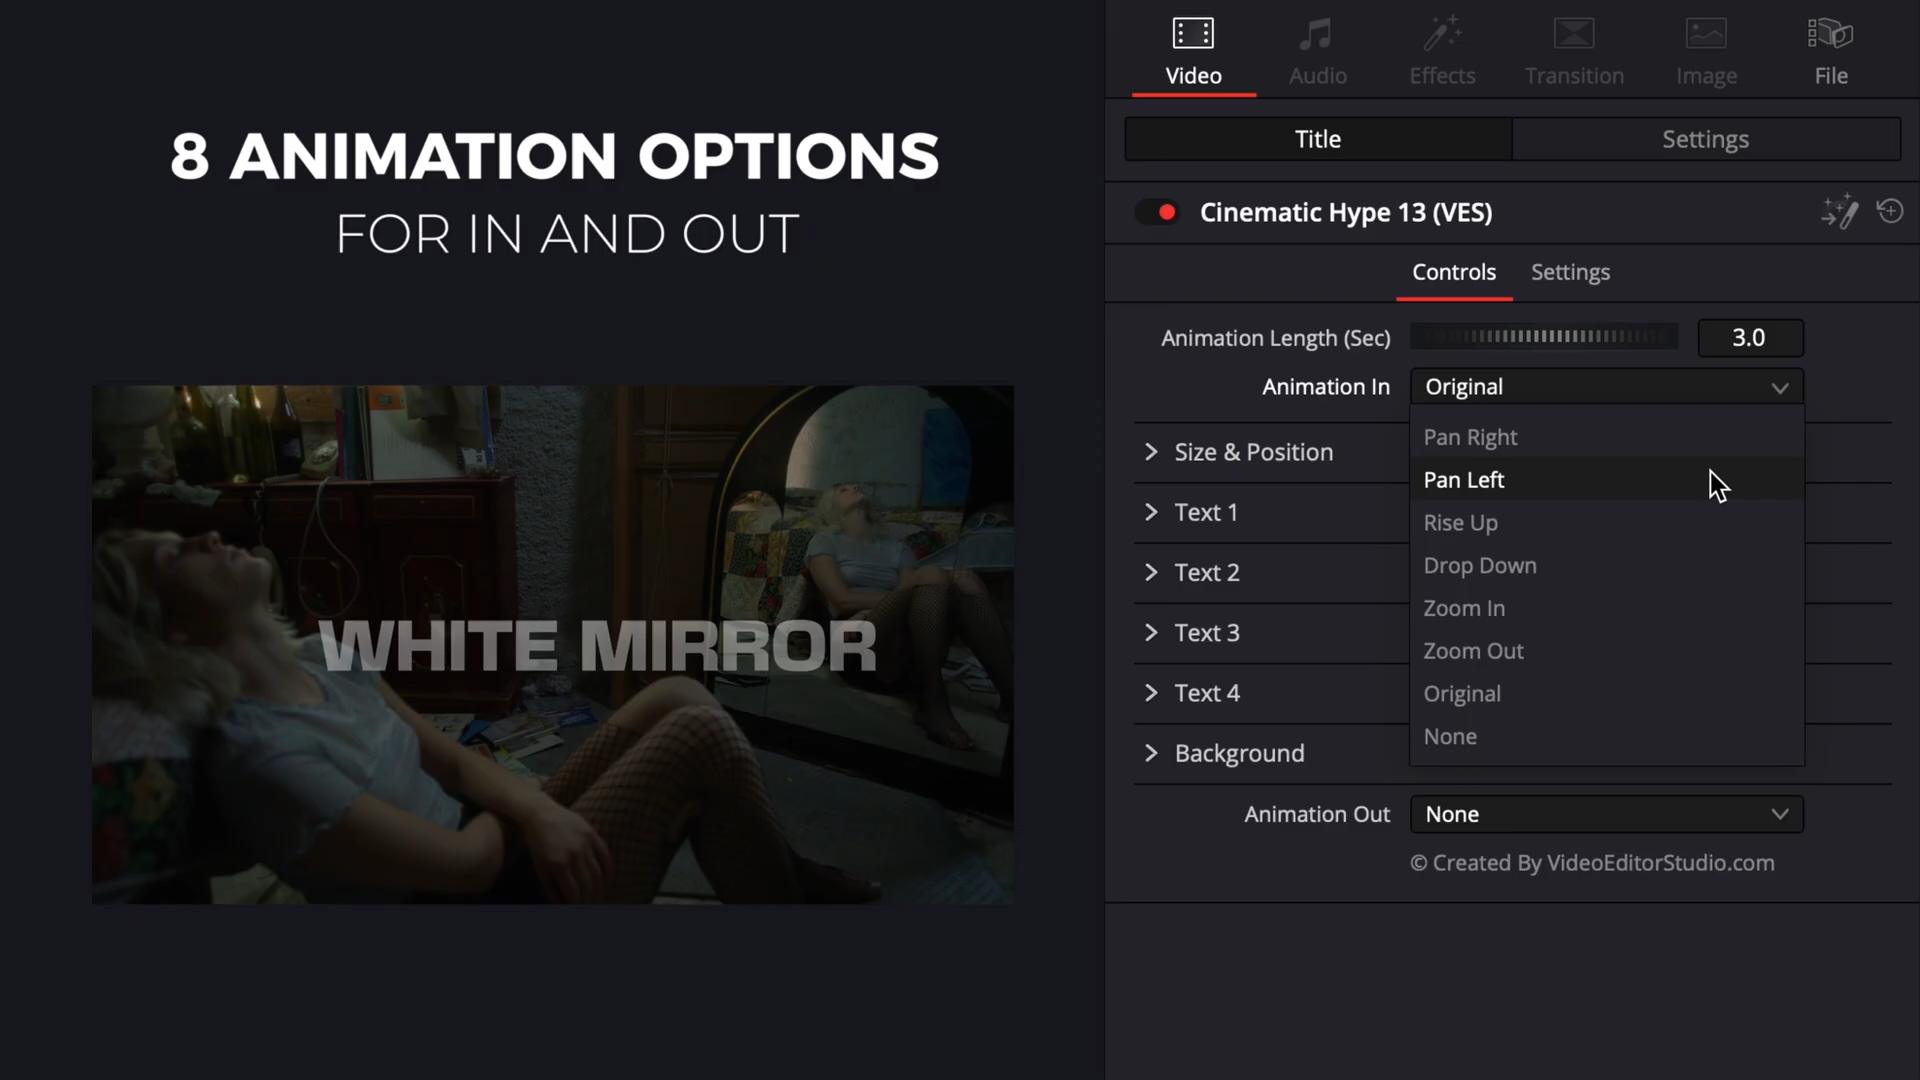 8 ANIMATION OPTIONS
FOR IN AND OUT
WHITE MIRROR
Video
Audio
Effects
Transition
Image
File
Title
Settings
Cinematic Hype 13 (VES)
Controls
Settings
Animation Length (Sec)
3.0
Animation In
Original
Pan Right
Pan Left
Rise Up
Drop Down
Zoom In
Zoom Out
Original
None
Size & Position
Text 1
Text 2
Text 3
Text 4
Background
Animation Out
None
© Created By VideoEditorStudio.com